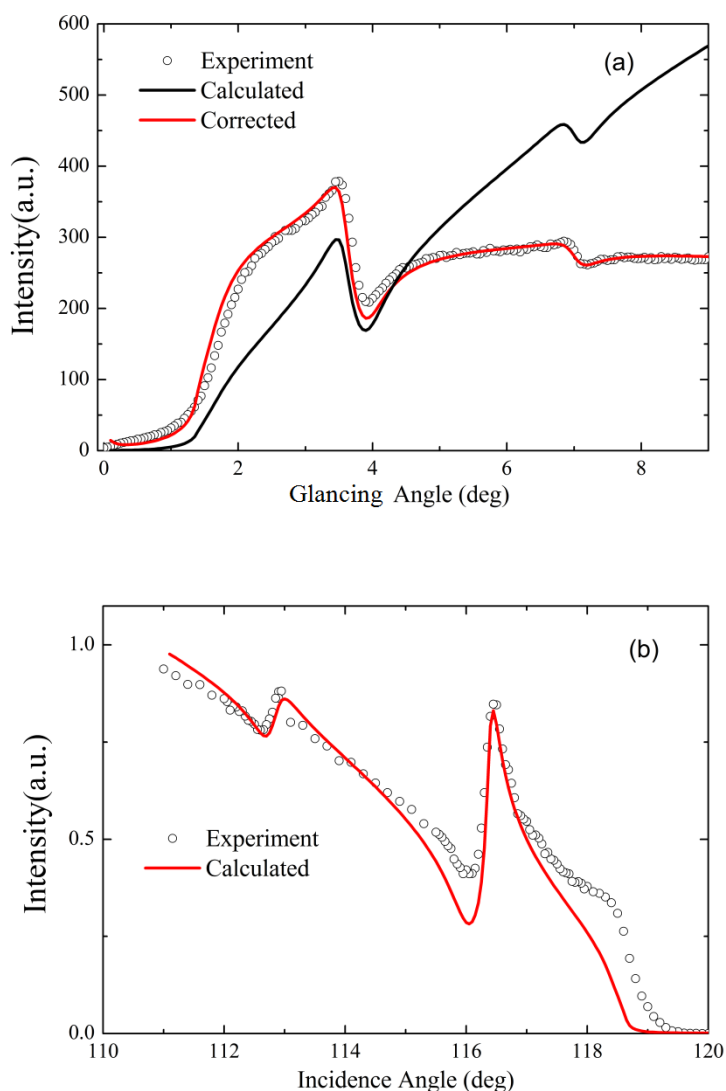 600
500
400
300
200
100
0
Intensity(a.u.)
Experiment
Calculated
Corrected
(a)
0 2 4 6 8
Glancing Angle (deg)
1.0
0.5
0.0
Intensity(a.u.)
(b)
Experiment
Calculated
110 112 114 116 118 120
Incidence Angle (deg)